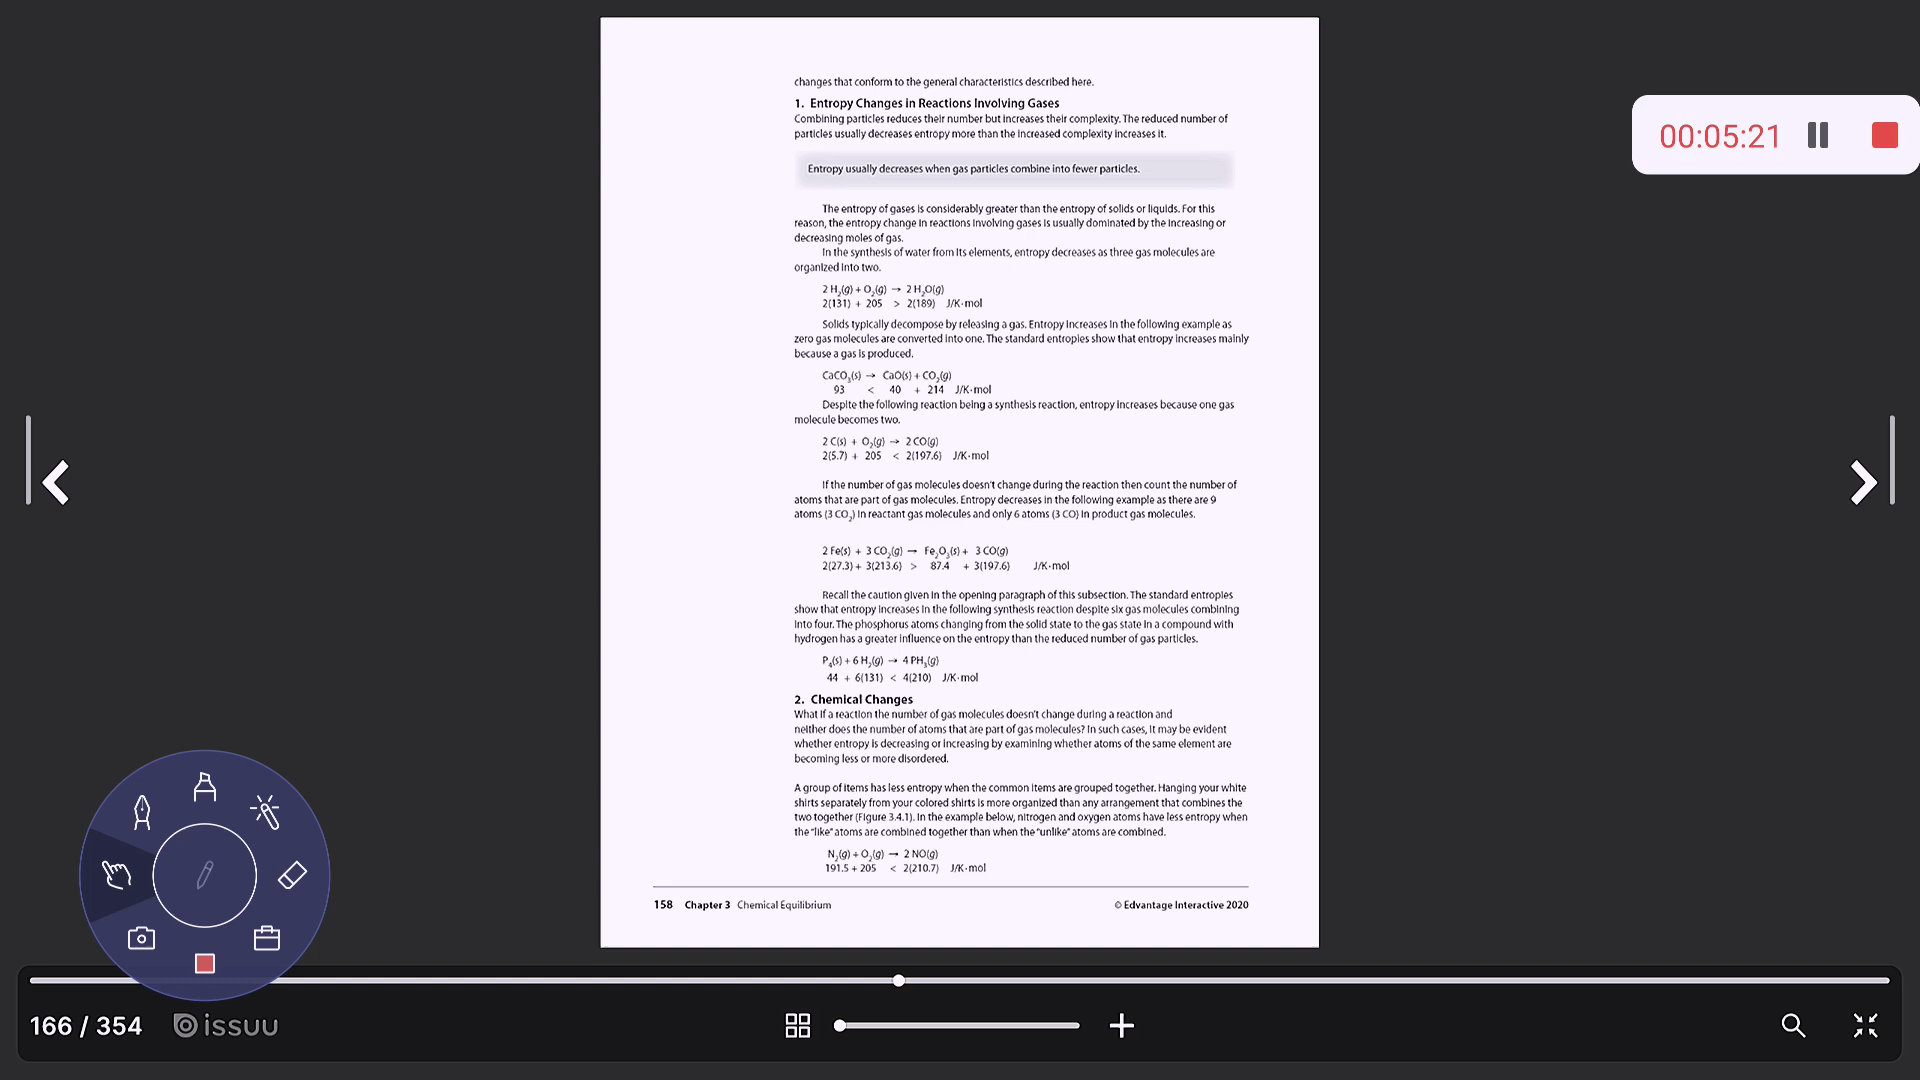 changes that conform to the general characteristics described here.
1. Entropy Changes in Reactions Involving Gases
Combining particles reduces their number but increases their complexity. The reduced number of
particles usually decreases entropy more than the increased complexity increases it.
Entropy usually decreases when gas particles combine into fewer particles.
The entropy of gases is considerably greater than the entropy of solids or liquids. For this
reason, the entropy change in reactions involving gases is usually dominated by the increasing or
decreasing moles of gas.
In the synthesis of water from its elements, entropy decreases as three gas molecules are
organized into two.
2 H₂(g) + O₂(g) → 2 H₂O(g)
2(131) + 205 > 2(189) J/K·mol
Solids typically decompose by releasing a gas. Entropy increases in the following example as
zero gas molecules are converted into one. The standard entropies show that entropy increases mainly
because a gas is produced.
CaCO₃(s) → CaO(s) + CO₂(g)
93 < 40 + 214 J/K·mol
Despite the following reaction being a synthesis reaction, entropy increases because one gas
molecule becomes two.
2 C(s) + O₂(g) → 2 CO(g)
2(5.7) + 205 < 2(197.6) J/K·mol
If the number of gas molecules doesn't change during the reaction then count the number of
atoms that are part of gas molecules. Entropy decreases in the following example as there are 9
atoms (3 CO₂) in reactant gas molecules and only 6 atoms (3 CO) in product gas molecules.
2 Fe(s) + 3 CO₂(g) → Fe₂O₃(s) + 3 CO(g)
2(27.3) + 3(213.6) > 87.4 + 3(197.6) J/K·mol
Recall the caution given in the opening paragraph of this subsection. The standard entropies
show that entropy increases in the following synthesis reaction despite six gas molecules combining
into four. The phosphorus atoms changing from the solid state to the gas state in a compound with
hydrogen has a greater influence on the entropy than the reduced number of gas particles.
P₄(s) + 6 H₂(g) → 4 PH₃(g)
44 + 6(131) < 4(210) J/K·mol
2. Chemical Changes
What if a reaction the number of gas molecules doesn't change during a reaction and
neither does the number of atoms that are part of gas molecules? In such cases, it may be evident
whether entropy is decreasing or increasing by examining whether atoms of the same element are
becoming less or more disordered.
A group of items has less entropy when the common items are grouped together. Hanging your white
shirts separately from your colored shirts is more organized than any arrangement that combines the
two together (Figure 3.4.1). In the example below, nitrogen and oxygen atoms have less entropy when
the "like" atoms are combined together than when the "unlike" atoms are combined.
N₂(g) + O₂(g) → 2 NO(g)
191.5 + 205 < 2(210.7) J/K·mol
158 Chapter 3 Chemical Equilibrium
© Edvantage Interactive 2020
00:05:21
166 / 354
issuu